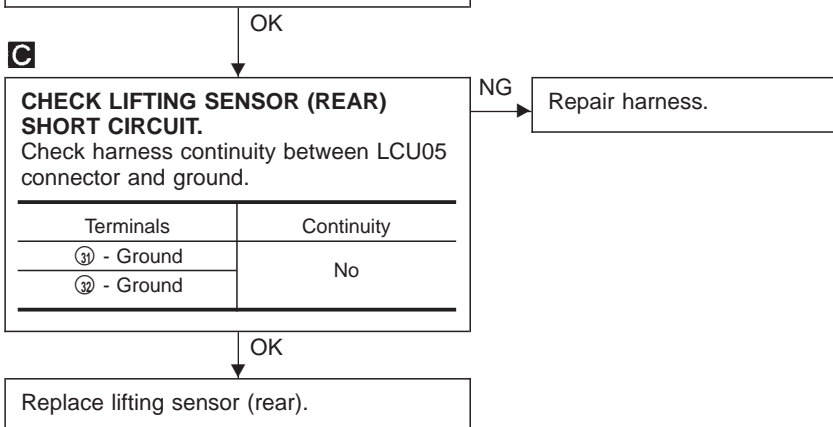 OK
C
CHECK LIFTING SENSOR (REAR)
SHORT CIRCUIT.
Check harness continuity between LCU05
connector and ground.
NG
Repair harness.
Terminals Continuity
㉛ - Ground
No
㉜ - Ground
OK
Replace lifting sensor (rear).